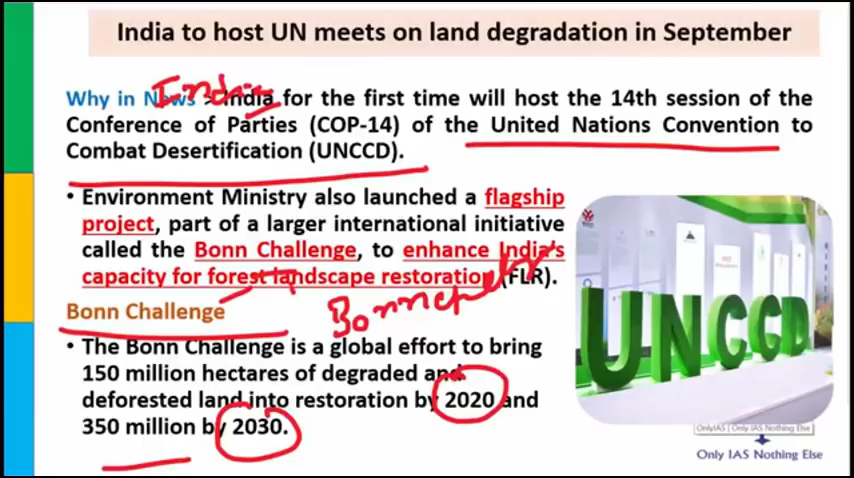 India to host UN meets on land degradation in September
Why in News > India for the first time will host the 14th session of the
Conference of Parties (COP-14) of the United Nations Convention to
Combat Desertification (UNCCD).
India
• Environment Ministry also launched a flagship
project, part of a larger international initiative
called the Bonn Challenge, to enhance India's
capacity for forest landscape restoration (FLR).
Bonn Challenge
• The Bonn Challenge is a global effort to bring
150 million hectares of degraded and
deforested land into restoration by 2020 and
350 million by 2030.
Bonn
UNCCD
OnlyIAS | Only IAS Nothing Else
Only IAS Nothing Else